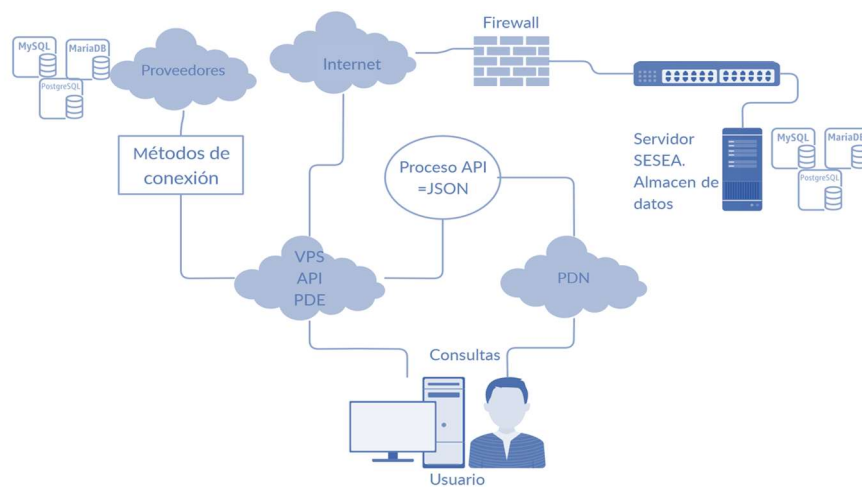 MySQL
MariaDB
PostgreSQL
Proveedores
Internet
Firewall
Métodos de
conexión
Proceso API
=JSON
Servidor
SESEA.
Almacen de
datos
MySQL
MariaDB
PostgreSQL
VPS
API
PDE
PDN
Consultas
Usuario